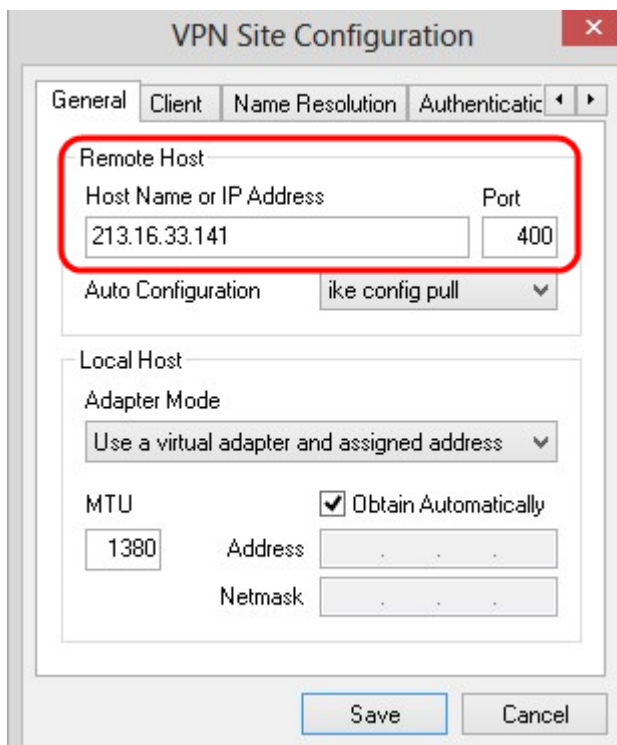 VPN Site Configuration
General Client Name Resolution Authenticatic
Remote Host
Host Name or IP Address Port
213.16.33.141 400
Auto Configuration ike config pull
Local Host
Adapter Mode
Use a virtual adapter and assigned address
MTU Obtain Automatically
1380 Address . . .
Netmask . . .
Save Cancel